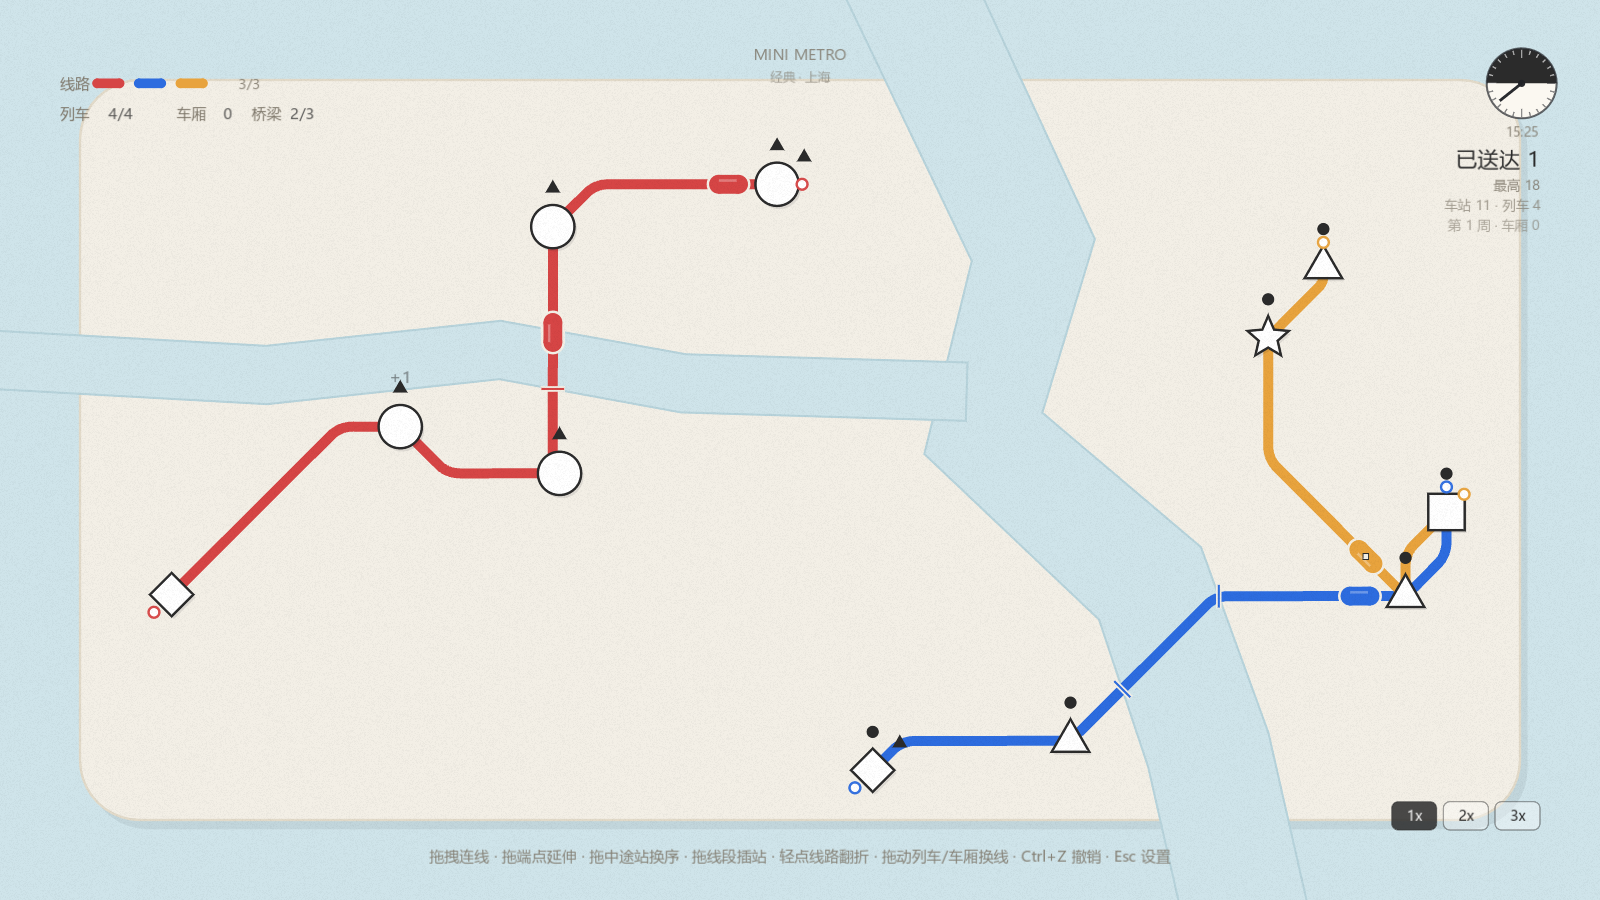 MINI METRO
经典 · 上海
线路 3/3
列车 4/4 车厢 0 桥梁 2/3
15:25
已送达 1
最高 18
车站 11 · 列车 4
第 1 周 · 车厢 0
+1
1x 2x 3x
拖拽连线 · 拖端点延伸 · 拖中途站换序 · 拖线段插站 · 轻点线路翻折 · 拖动列车/车厢换线 · Ctrl+Z 撤销 · Esc 设置